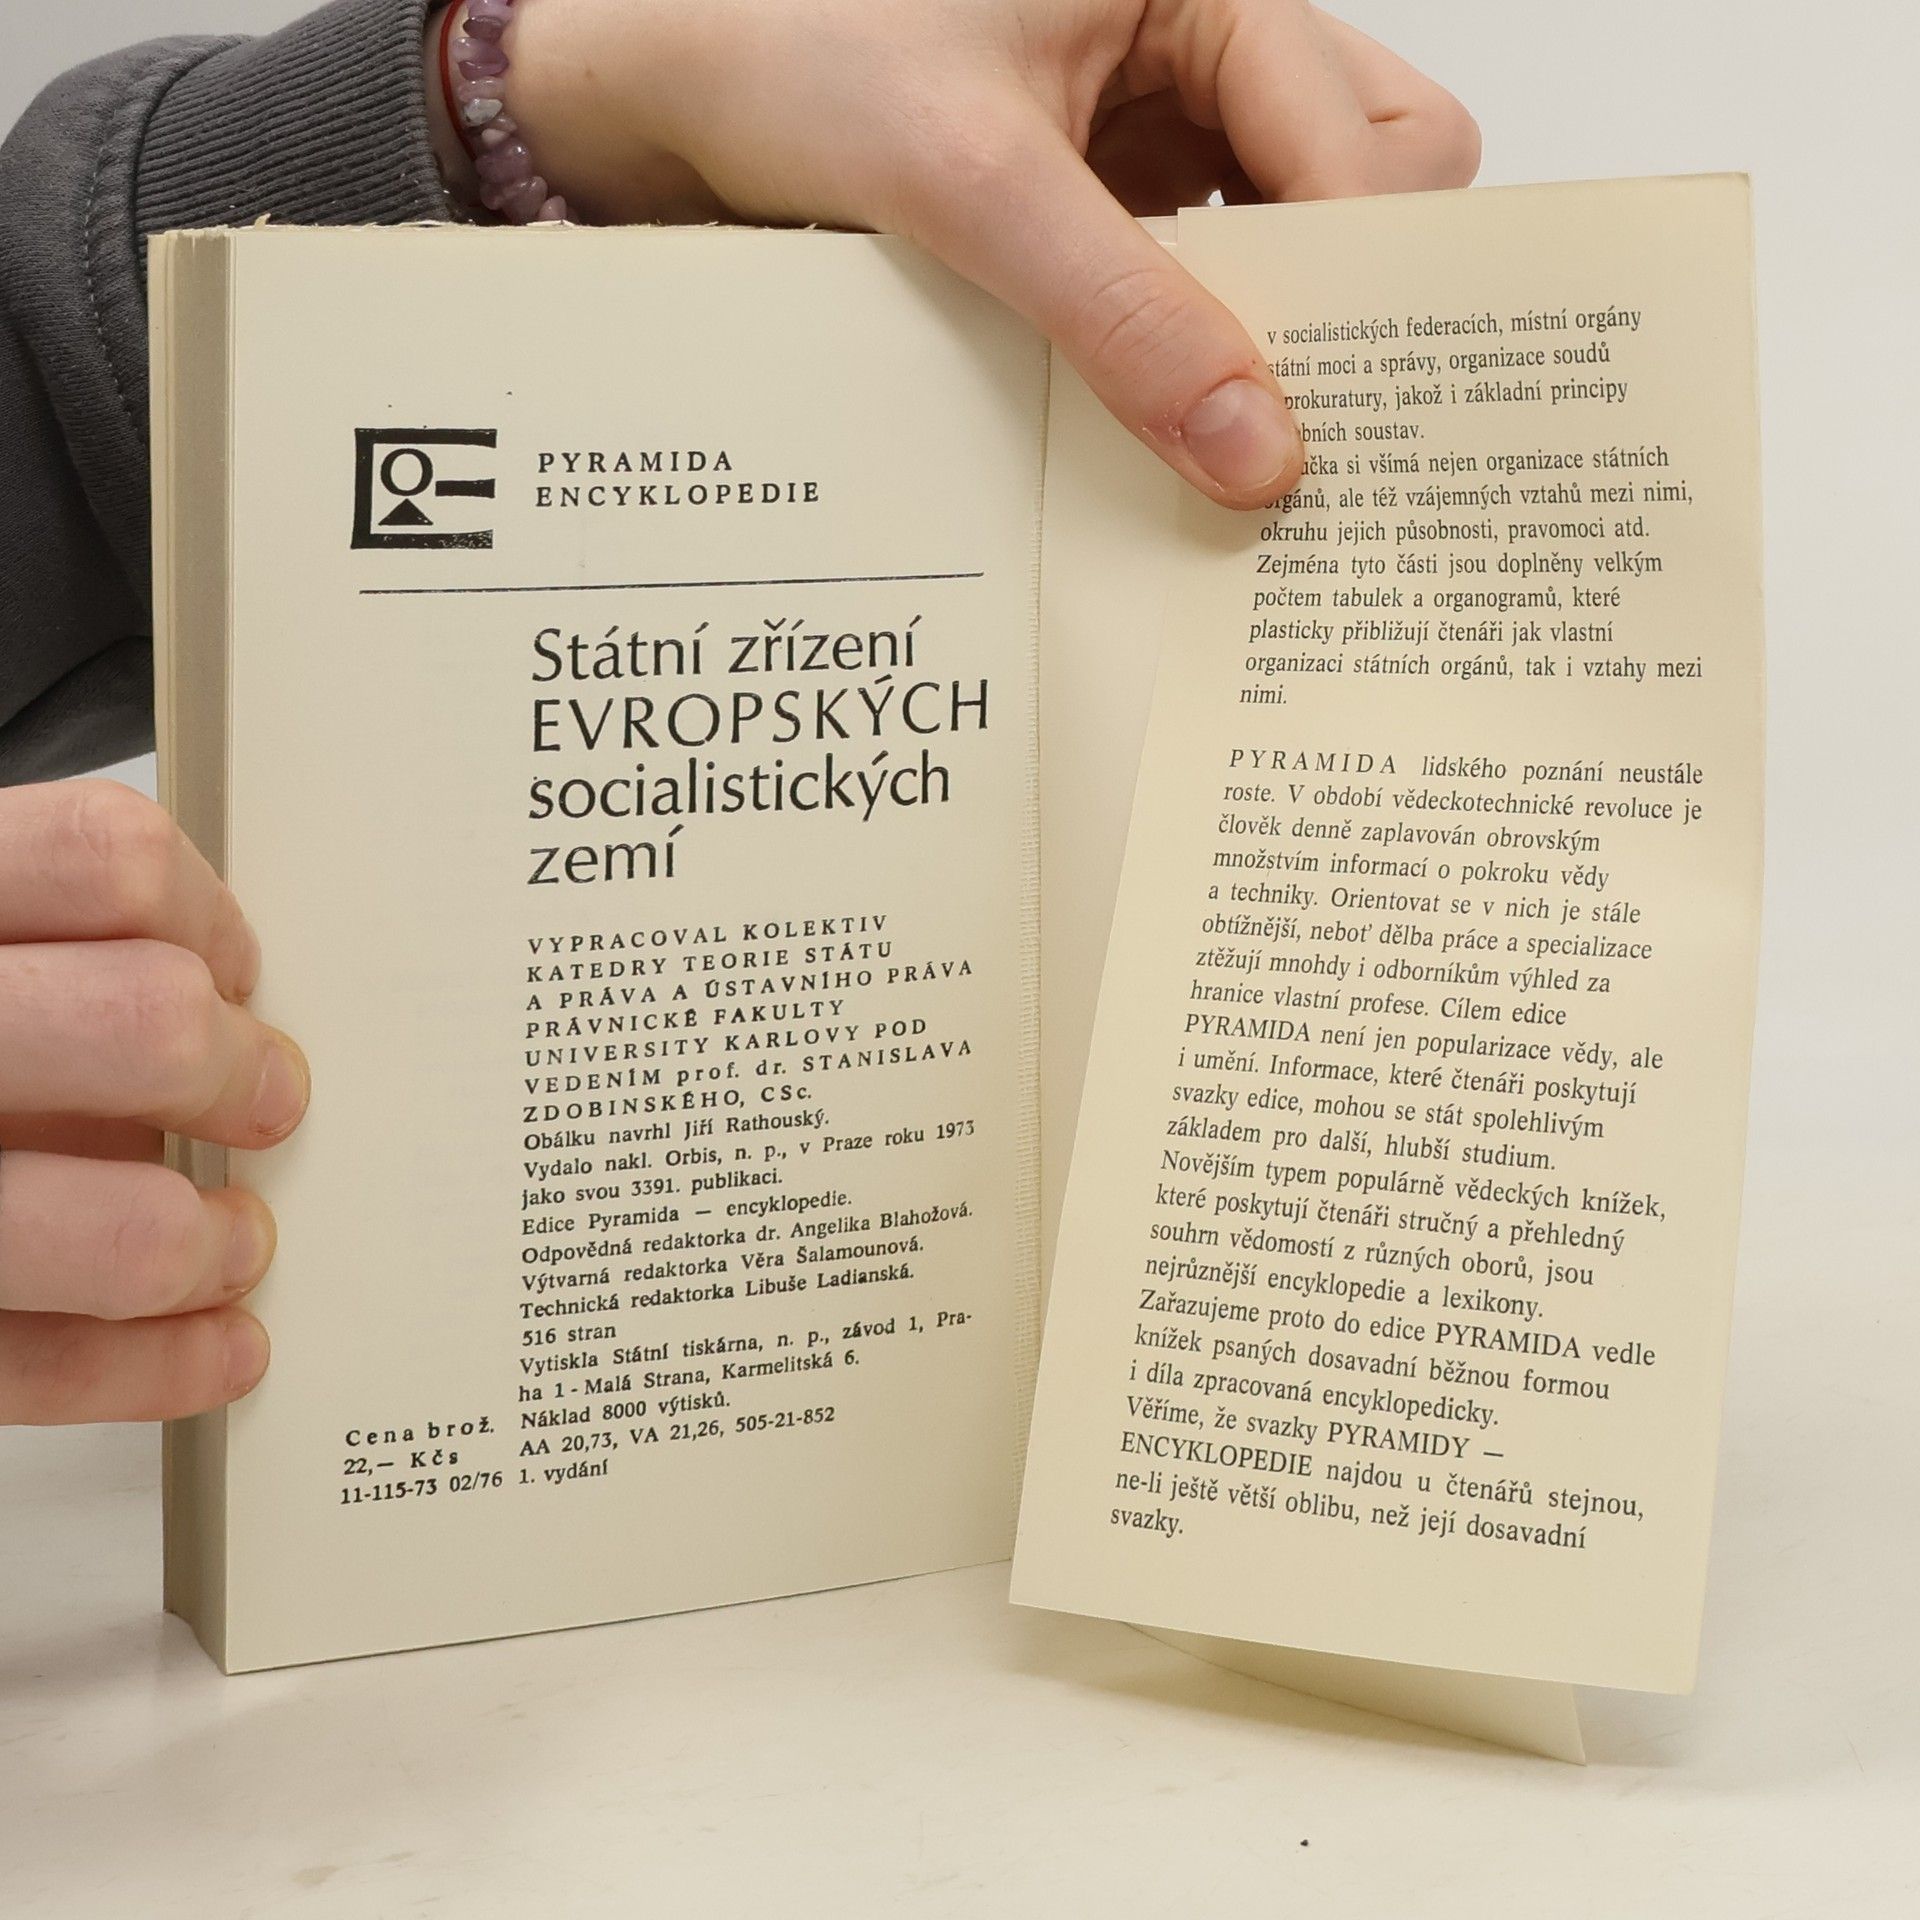 PYRAMIDA
ENCYKLOPEDIE
Státní zřízení
EVROPSKÝCH
socialistických
zemí
VYPRACOVAL KOLEKTIV
KATEDRY TEORIE STÁTU
A PRÁVA A ÚSTAVNÍHO PRÁVA
PRÁVNICKÉ FAKULTY
UNIVERSITY KARLOVY POD
VEDENÍM prof. dr. STANISLAVA
ZDOBINSKÉHO, CSc.
Obálku navrhl Jiří Rathouský.
Vydalo nakl. Orbis, n. p., v Praze roku 1973
jako svou 3391. publikaci.
Edice Pyramida — encyklopedie.
Odpovědná redaktorka dr. Angelika Blahožová.
Výtvarná redaktorka Věra Šalamounová.
Technická redaktorka Libuše Ladianská.
516 stran
Vytiskla Státní tiskárna, n. p., závod 1, Pra-
ha 1 - Malá Strana, Karmelitská 6.
Náklad 8000 výtisků.
AA 20,73, VA 21,26, 505-21-852
1. vydání
Cena brož.
22,— Kčs
11-115-73 02/76
v socialistických federacích, místní orgány
státní moci a správy, organizace soudů
prokuratury, jakož i základní principy
soustav.
si všímá nejen organizace státních
orgánů, ale též vzájemných vztahů mezi nimi,
okruhu jejich působnosti, pravomoci atd.
Zejména tyto části jsou doplněny velkým
počtem tabulek a organogramů, které
plasticky přibližují čtenáři jak vlastní
organizaci státních orgánů, tak i vztahy mezi
nimi.
PYRAMIDA lidského poznání neustále
roste. V období vědeckotechnické revoluce je
člověk denně zaplavován obrovským
množstvím informací o pokroku vědy
a techniky. Orientovat se v nich je stále
obtížnější, neboť dělba práce a specializace
ztěžují mnohdy i odborníkům výhled za
hranice vlastní profese. Cílem edice
PYRAMIDA není jen popularizace vědy, ale
i umění. Informace, které čtenáři poskytují
svazky edice, mohou se stát spolehlivým
základem pro další, hlubší studium.
Novějším typem populárně vědeckých knížek,
které poskytují čtenáři stručný a přehledný
souhrn vědomostí z různých oborů, jsou
nejrůznější encyklopedie a lexikony.
Zařazujeme proto do edice PYRAMIDA vedle
knížek psaných dosavadní běžnou formou
i díla zpracovaná encyklopedicky.
Věříme, že svazky PYRAMIDY —
ENCYKLOPEDIE najdou u čtenářů stejnou,
ne-li ještě větší oblibu, než její dosavadní
svazky.